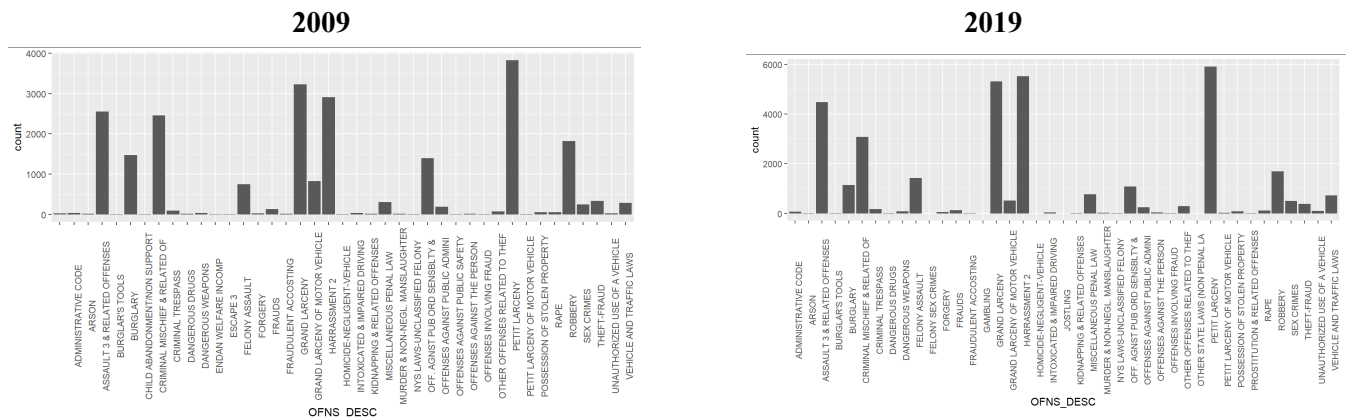 2009
4000
3000
2000
1000
0
count
ADMINISTRATIVE CODE
ARSON
ASSAULT 3 & RELATED OFFENSES
BURGLAR'S TOOLS
BURGLARY
CHILD ABANDONMENT/NON SUPPORT
CRIMINAL MISCHIEF & RELATED OF
CRIMINAL TRESPASS
DANGEROUS DRUGS
DANGEROUS WEAPONS
ENDAN WELFARE INCOMP
ESCAPE 3
FELONY ASSAULT
FORGERY
FRAUDS
FRAUDULENT ACCOSTING
GRAND LARCENY
GRAND LARCENY OF MOTOR VEHICLE
HARRASSMENT 2
HOMICIDE-NEGLIGENT-VEHICLE
INTOXICATED & IMPAIRED DRIVING
KIDNAPPING & RELATED OFFENSES
MISCELLANEOUS PENAL LAW
MURDER & NON-NEGL. MANSLAUGHTER
NYS LAWS-UNCLASSIFIED FELONY
OFF. AGNST PUB ORD SENSBLTY &
OFFENSES AGAINST PUBLIC ADMINI
OFFENSES AGAINST PUBLIC SAFETY
OFFENSES AGAINST THE PERSON
OFFENSES INVOLVING FRAUD
OTHER OFFENSES RELATED TO THEF
PETIT LARCENY
PETIT LARCENY OF MOTOR VEHICLE
POSSESSION OF STOLEN PROPERTY
RAPE
ROBBERY
SEX CRIMES
THEFT-FRAUD
UNAUTHORIZED USE OF A VEHICLE
VEHICLE AND TRAFFIC LAWS
OFNS_DESC
2019
6000
4000
2000
0
count
ADMINISTRATIVE CODE
ARSON
ASSAULT 3 & RELATED OFFENSES
BURGLAR'S TOOLS
BURGLARY
CRIMINAL MISCHIEF & RELATED OF
CRIMINAL TRESPASS
DANGEROUS DRUGS
DANGEROUS WEAPONS
FELONY ASSAULT
FELONY SEX CRIMES
FORGERY
FRAUDS
FRAUDULENT ACCOSTING
GAMBLING
GRAND LARCENY
GRAND LARCENY OF MOTOR VEHICLE
HARRASSMENT 2
HOMICIDE-NEGLIGENT-VEHICLE
INTOXICATED & IMPAIRED DRIVING
JOSTLING
KIDNAPPING & RELATED OFFENSES
MISCELLANEOUS PENAL LAW
MURDER & NON-NEGL. MANSLAUGHTER
NYS LAWS-UNCLASSIFIED FELONY
OFF. AGNST PUB ORD SENSBLTY &
OFFENSES AGAINST PUBLIC ADMINI
OFFENSES AGAINST THE PERSON
OFFENSES INVOLVING FRAUD
OTHER OFFENSES RELATED TO THEF
OTHER STATE LAWS (NON PENAL LA
PETIT LARCENY
PETIT LARCENY OF MOTOR VEHICLE
POSSESSION OF STOLEN PROPERTY
PROSTITUTION & RELATED OFFENSES
RAPE
ROBBERY
SEX CRIMES
THEFT-FRAUD
UNAUTHORIZED USE OF A VEHICLE
VEHICLE AND TRAFFIC LAWS
OFNS_DESC